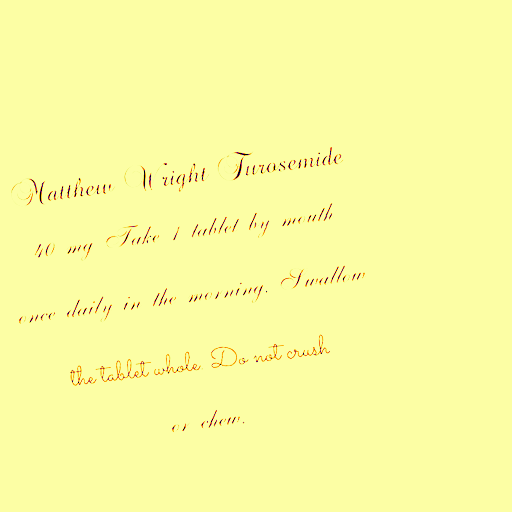 Matthew Wright Furosemide
40 mg Take 1 tablet by mouth
once daily in the morning. Swallow
the tablet whole. Do not crush
or chew.